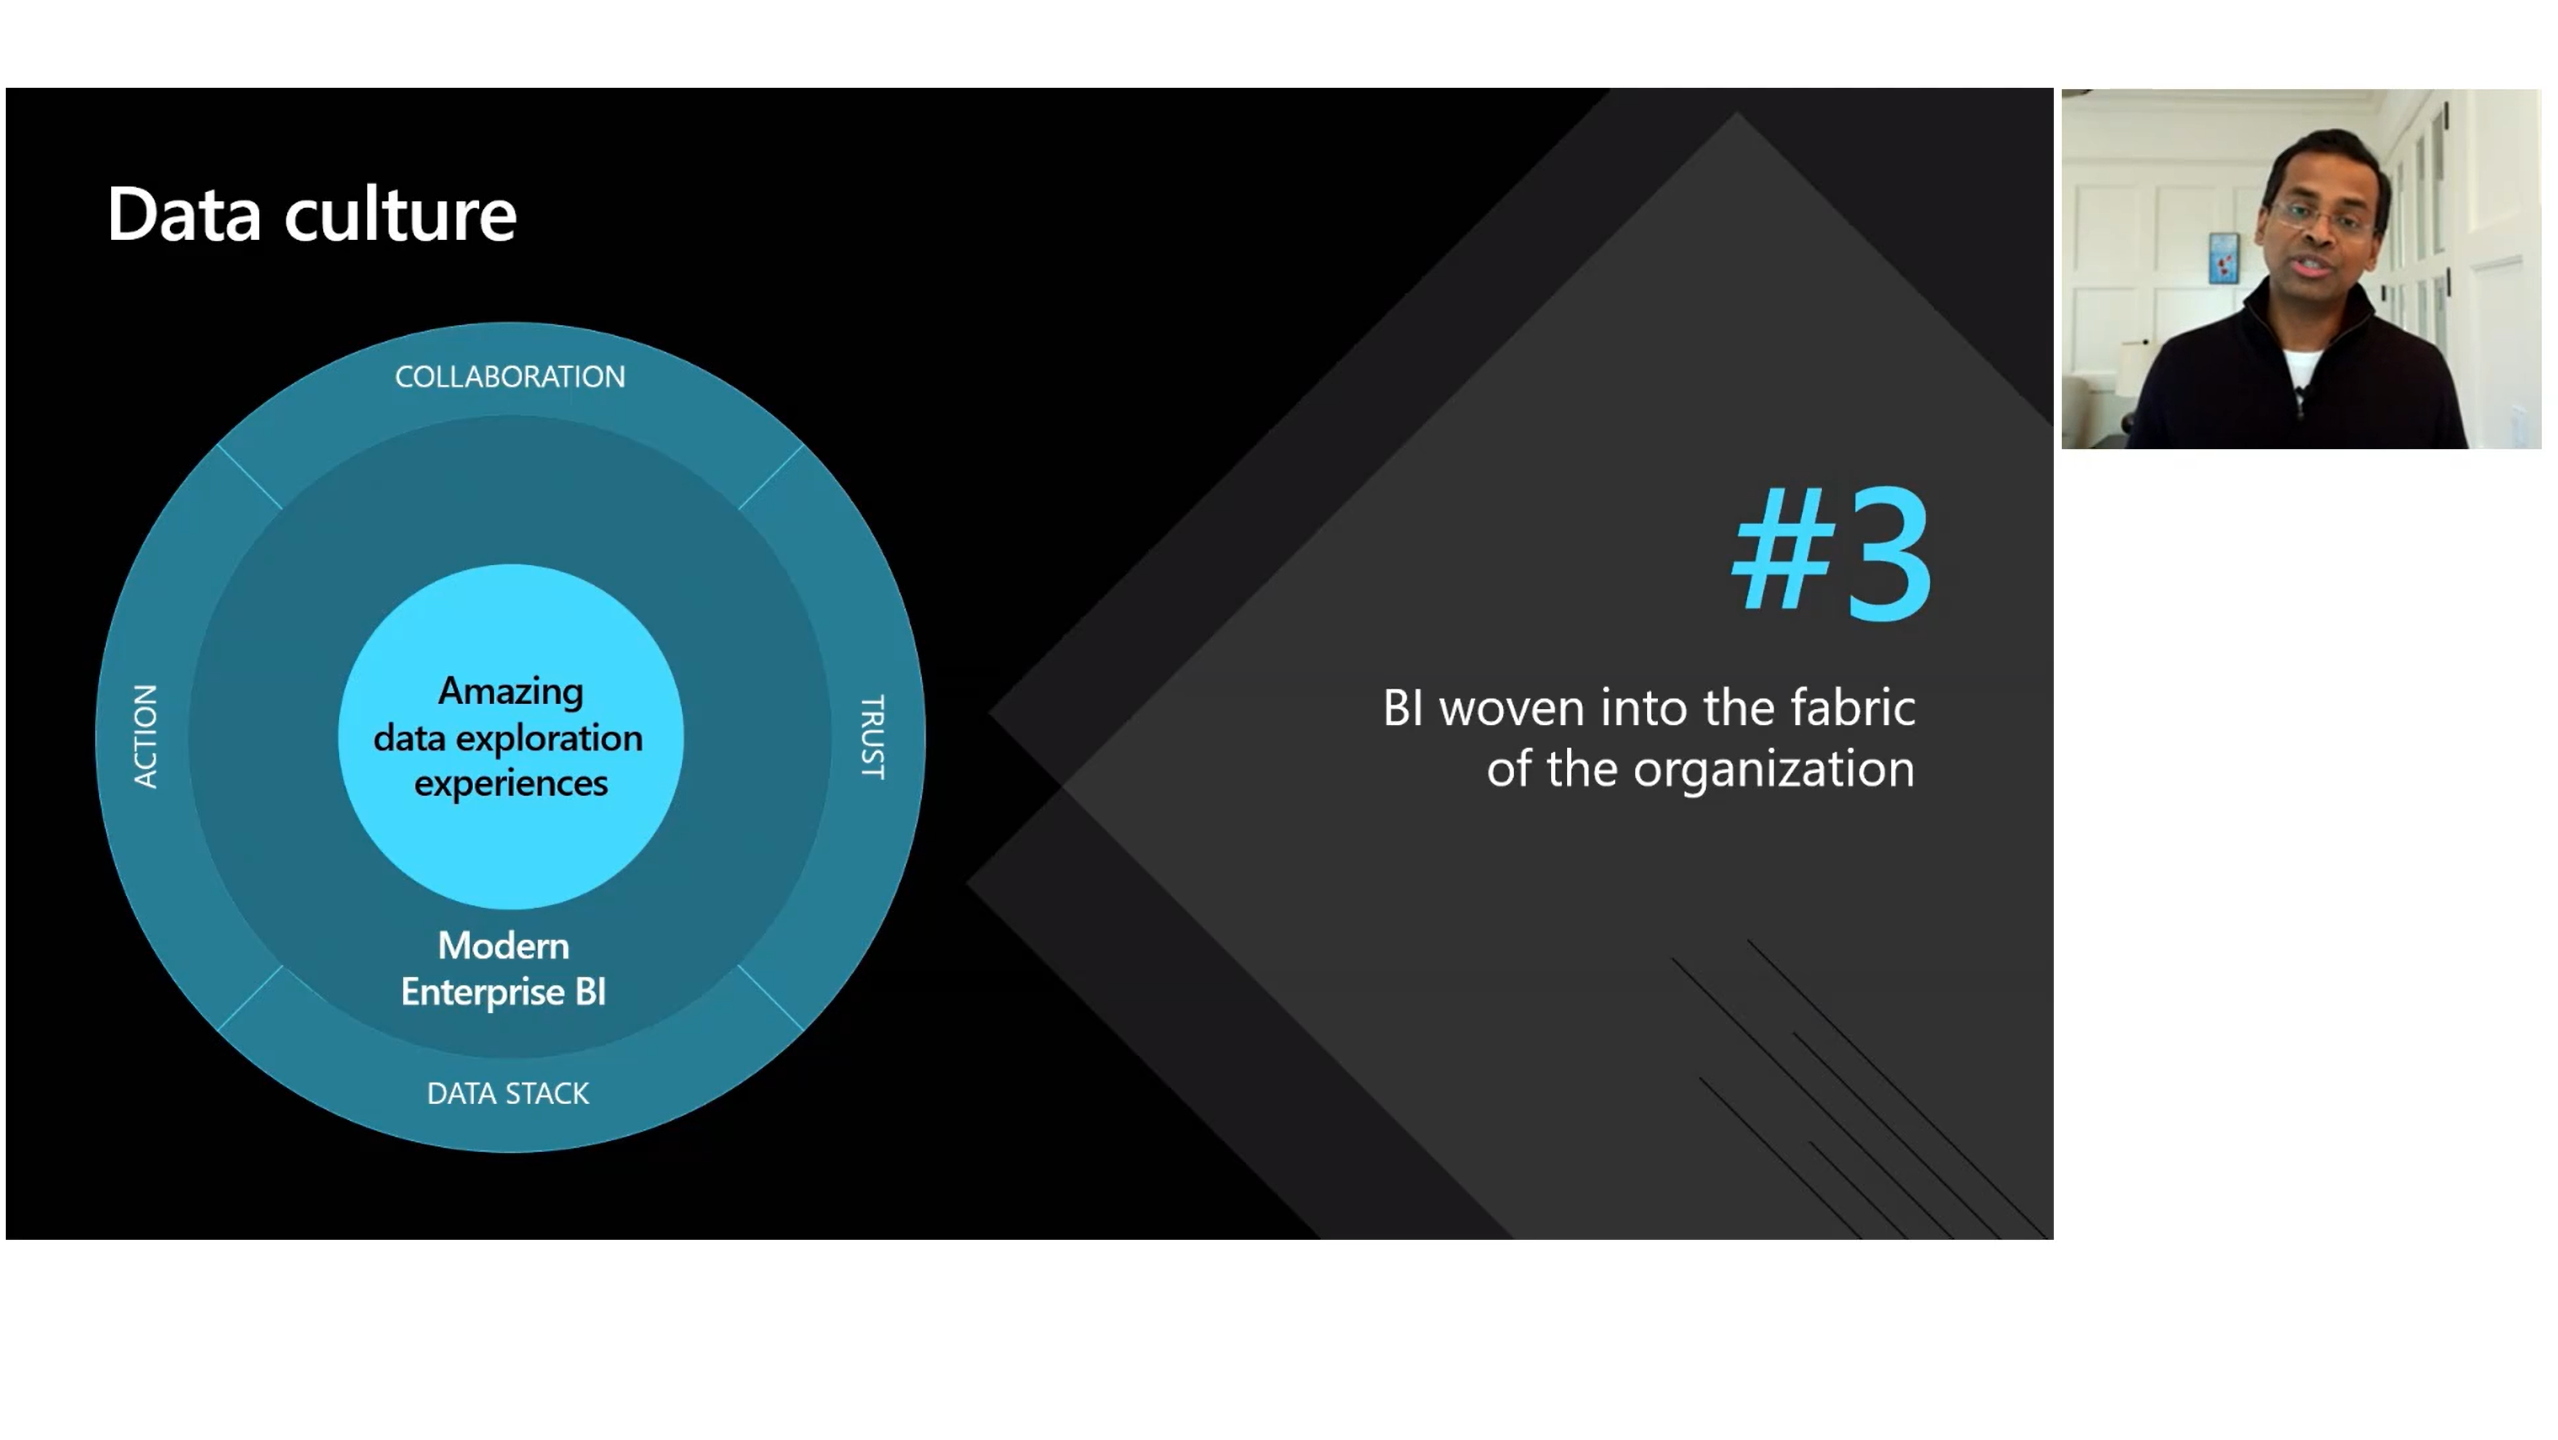 Data culture
COLLABORATION
ACTION
TRUST
Amazing
data exploration
experiences
Modern
Enterprise BI
DATA STACK
#3
BI woven into the fabric
of the organization